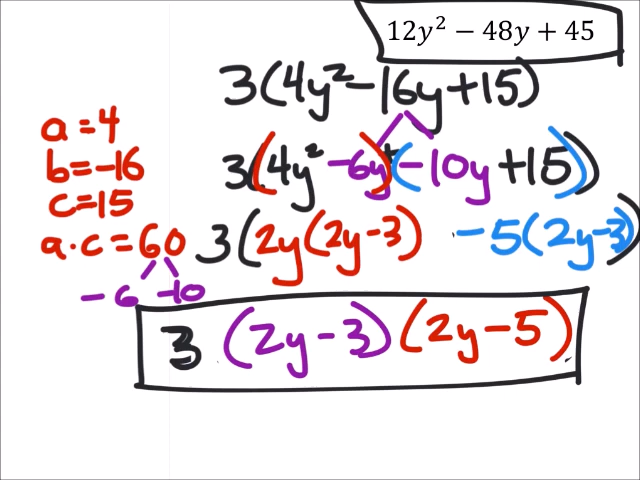 12y² − 48y + 45
3(4y²−16y+15)
a=4
b=−16
c=15
a·c=60
−6 −10
3(4y² −6y)+(−10y +15))
3(2y(2y−3) −5(2y−3))
3 (2y−3)(2y−5)